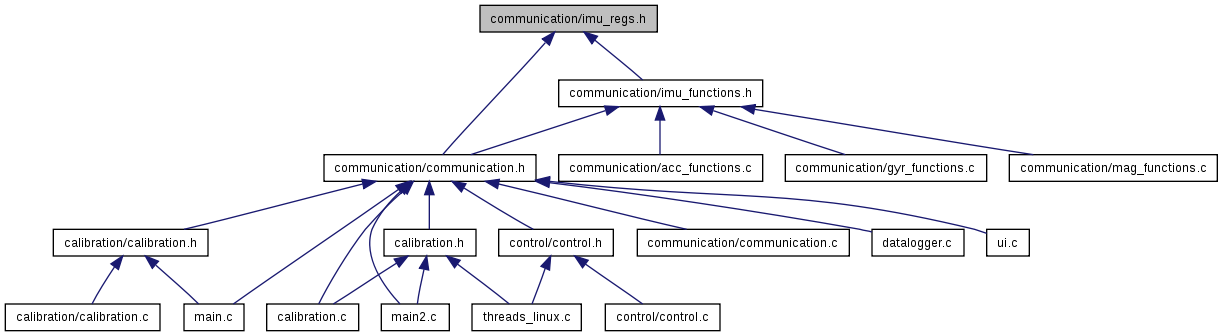 communication/imu_regs.h
communication/imu_functions.h
communication/communication.h
communication/acc_functions.c
communication/gyr_functions.c
communication/mag_functions.c
calibration/calibration.h
calibration.h
control/control.h
communication/communication.c
datalogger.c
ui.c
calibration/calibration.c
main.c
calibration.c
main2.c
threads_linux.c
control/control.c